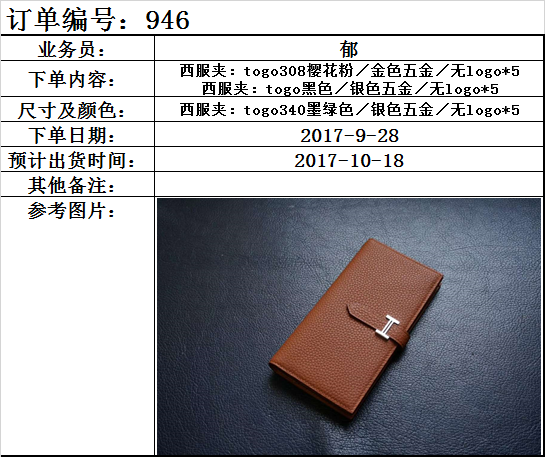 订单编号：946
业务员： 郁
下单内容： 西服夹：togo308樱花粉／金色五金／无logo*5
西服夹：togo黑色／银色五金／无logo*5
尺寸及颜色： 西服夹：togo340墨绿色／银色五金／无logo*5
下单日期： 2017-9-28
预计出货时间： 2017-10-18
其他备注：
参考图片：